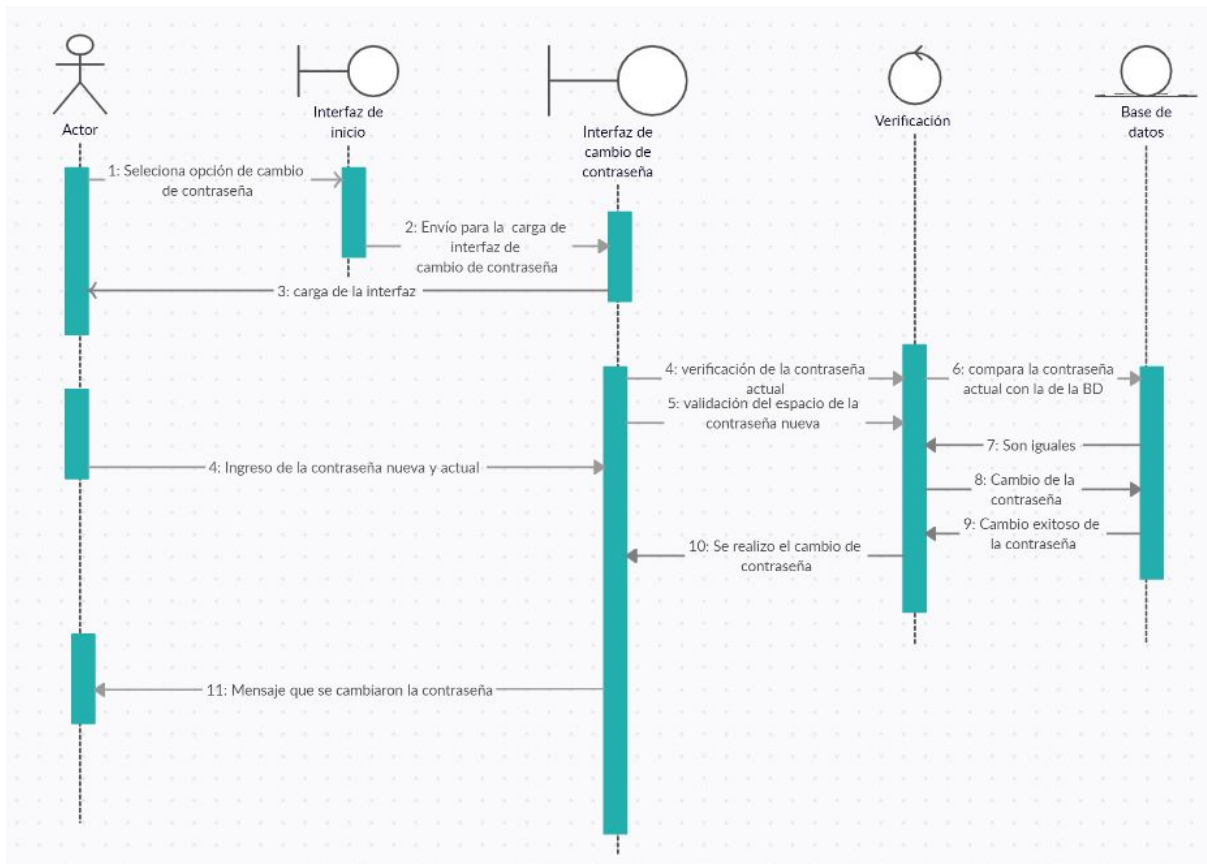 Actor
Interfaz de
inicio
Interfaz de
cambio de
contraseña
Verificación
Base de
datos
1: Seleciona opción de cambio
de contraseña
2: Envío para la carga de
interfaz de
cambio de contraseña
3: carga de la interfaz
4: verificación de la contraseña
actual
6: compara la contraseña
actual con la de la BD
5: validación del espacio de la
contraseña nueva
7: Son iguales
4: Ingreso de la contraseña nueva y actual
8: Cambio de la
contraseña
9: Cambio exitoso de
la contraseña
10: Se realizo el cambio de
contraseña
11: Mensaje que se cambiaron la contraseña